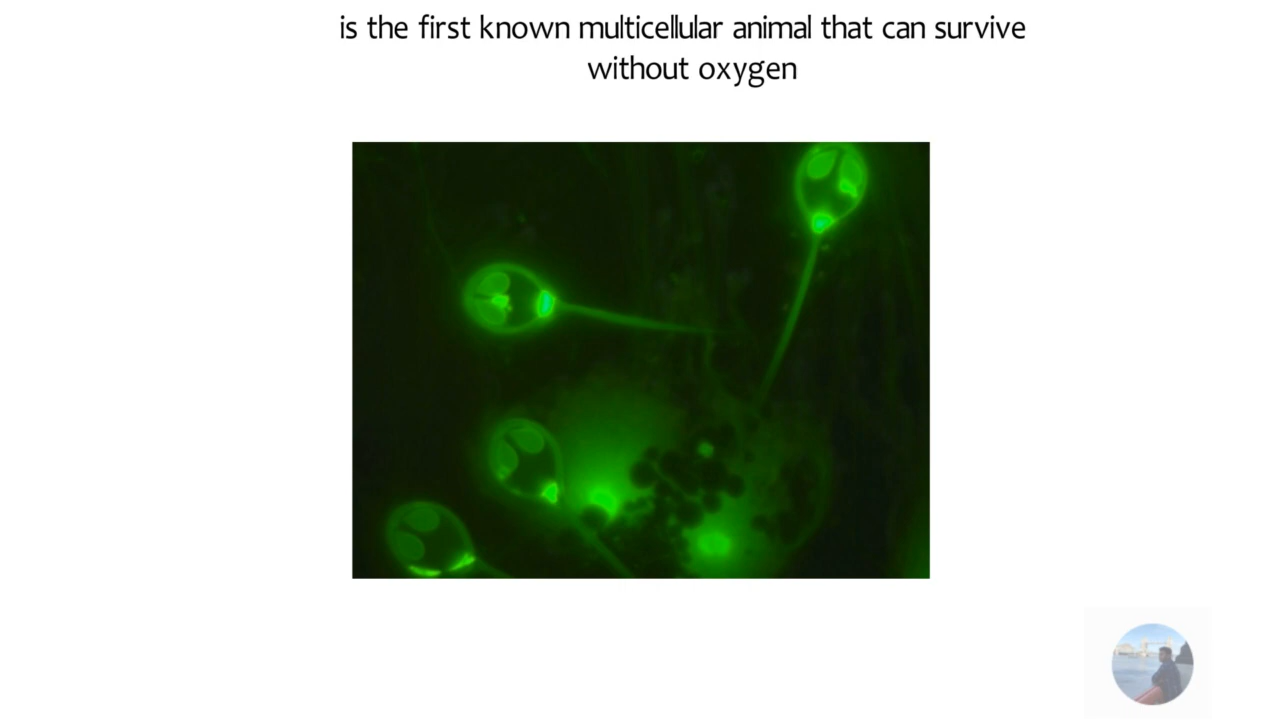 is the first known multicellular animal that can survive
without oxygen